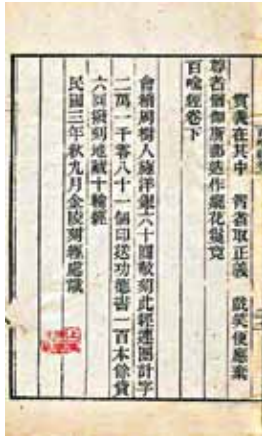 實義在其中　智者取正義　戲笑便應棄
尊者僧伽斯那造作癡花鬘竟
百喻經卷下
會稽周樹人施洋銀六十圓敬刻此經連圈計字
二萬一千零八十一個印送功德書一百本餘貲
六圓撥刻地藏十輪經
民國三年秋九月金陵刻經處識